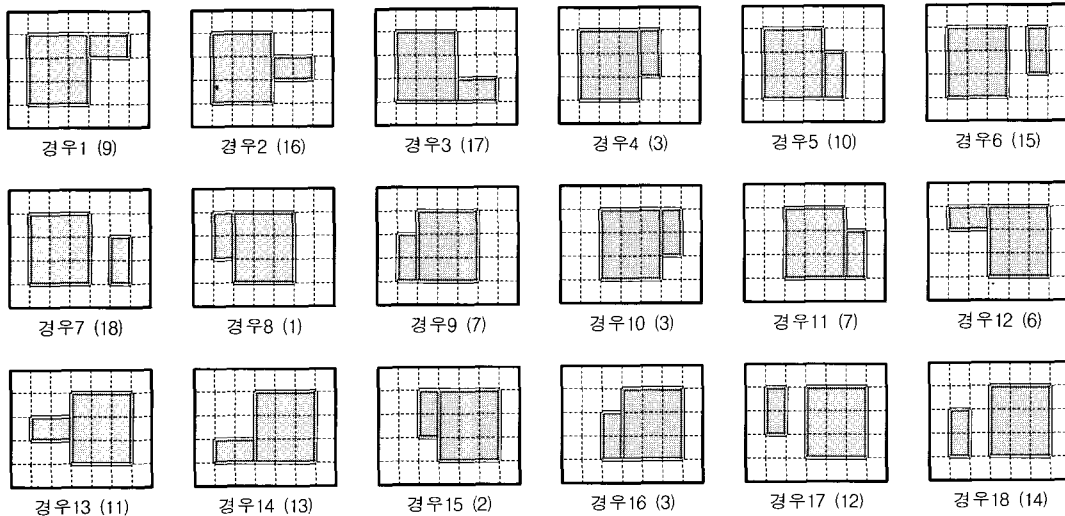 경우1 (9) 경우2 (16) 경우3 (17) 경우4 (3) 경우5 (10) 경우6 (15)
경우7 (18) 경우8 (1) 경우9 (7) 경우10 (3) 경우11 (7) 경우12 (6)
경우13 (11) 경우14 (13) 경우15 (2) 경우16 (3) 경우17 (12) 경우18 (14)